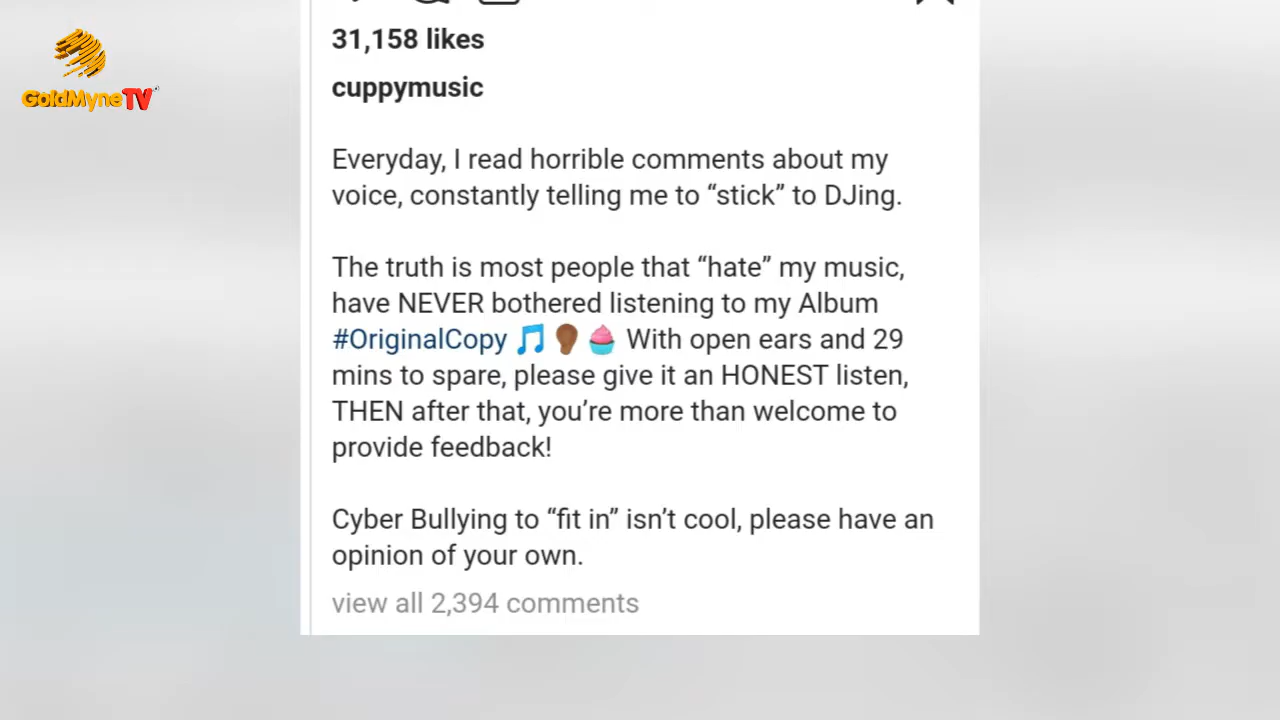 GoldMyneTV
31,158 likes
cuppymusic
Everyday, I read horrible comments about my
voice, constantly telling me to “stick” to DJing.
The truth is most people that “hate” my music,
have NEVER bothered listening to my Album
#OriginalCopy 🎵👂🏾🧁 With open ears and 29
mins to spare, please give it an HONEST listen,
THEN after that, you’re more than welcome to
provide feedback!
Cyber Bullying to “fit in” isn’t cool, please have an
opinion of your own.
view all 2,394 comments